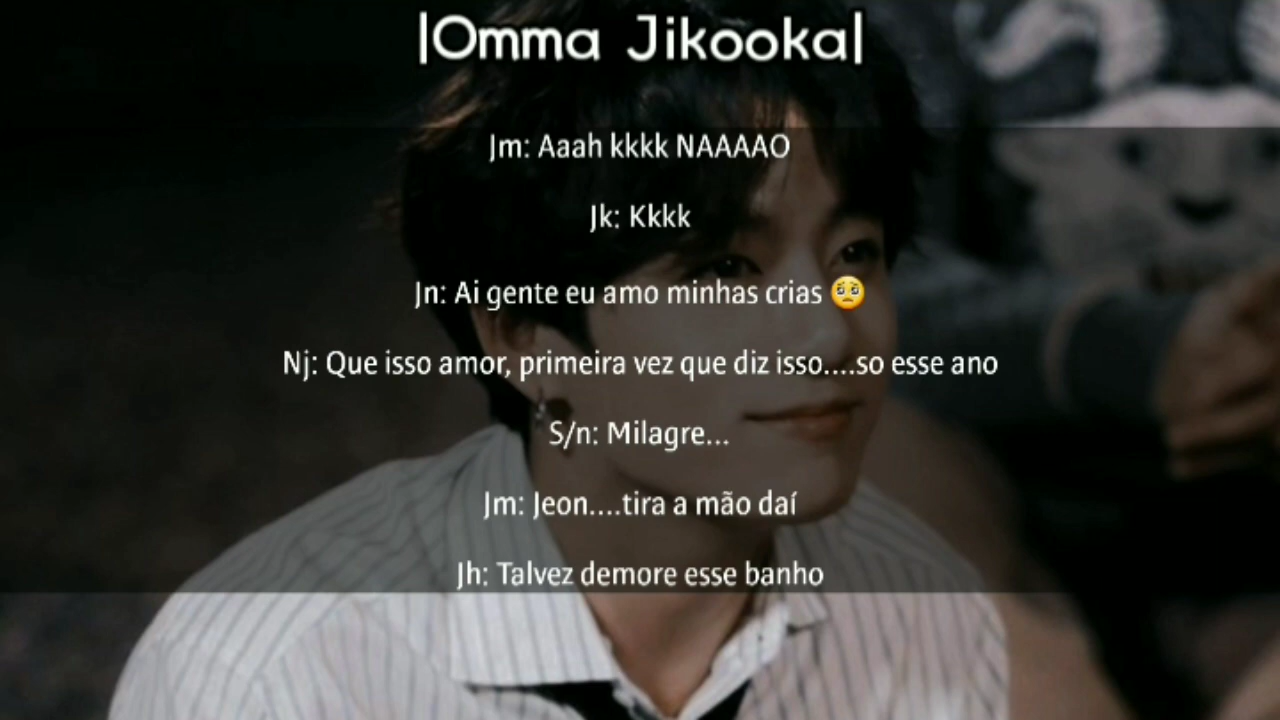 |Omma Jikooka|
Jm: Aaah kkkk NAAAAO
Jk: Kkkk
Jn: Ai gente eu amo minhas crias 🥺
Nj: Que isso amor, primeira vez que diz isso....so esse ano
S/n: Milagre...
Jm: Jeon....tira a mão daí
Jh: Talvez demore esse banho